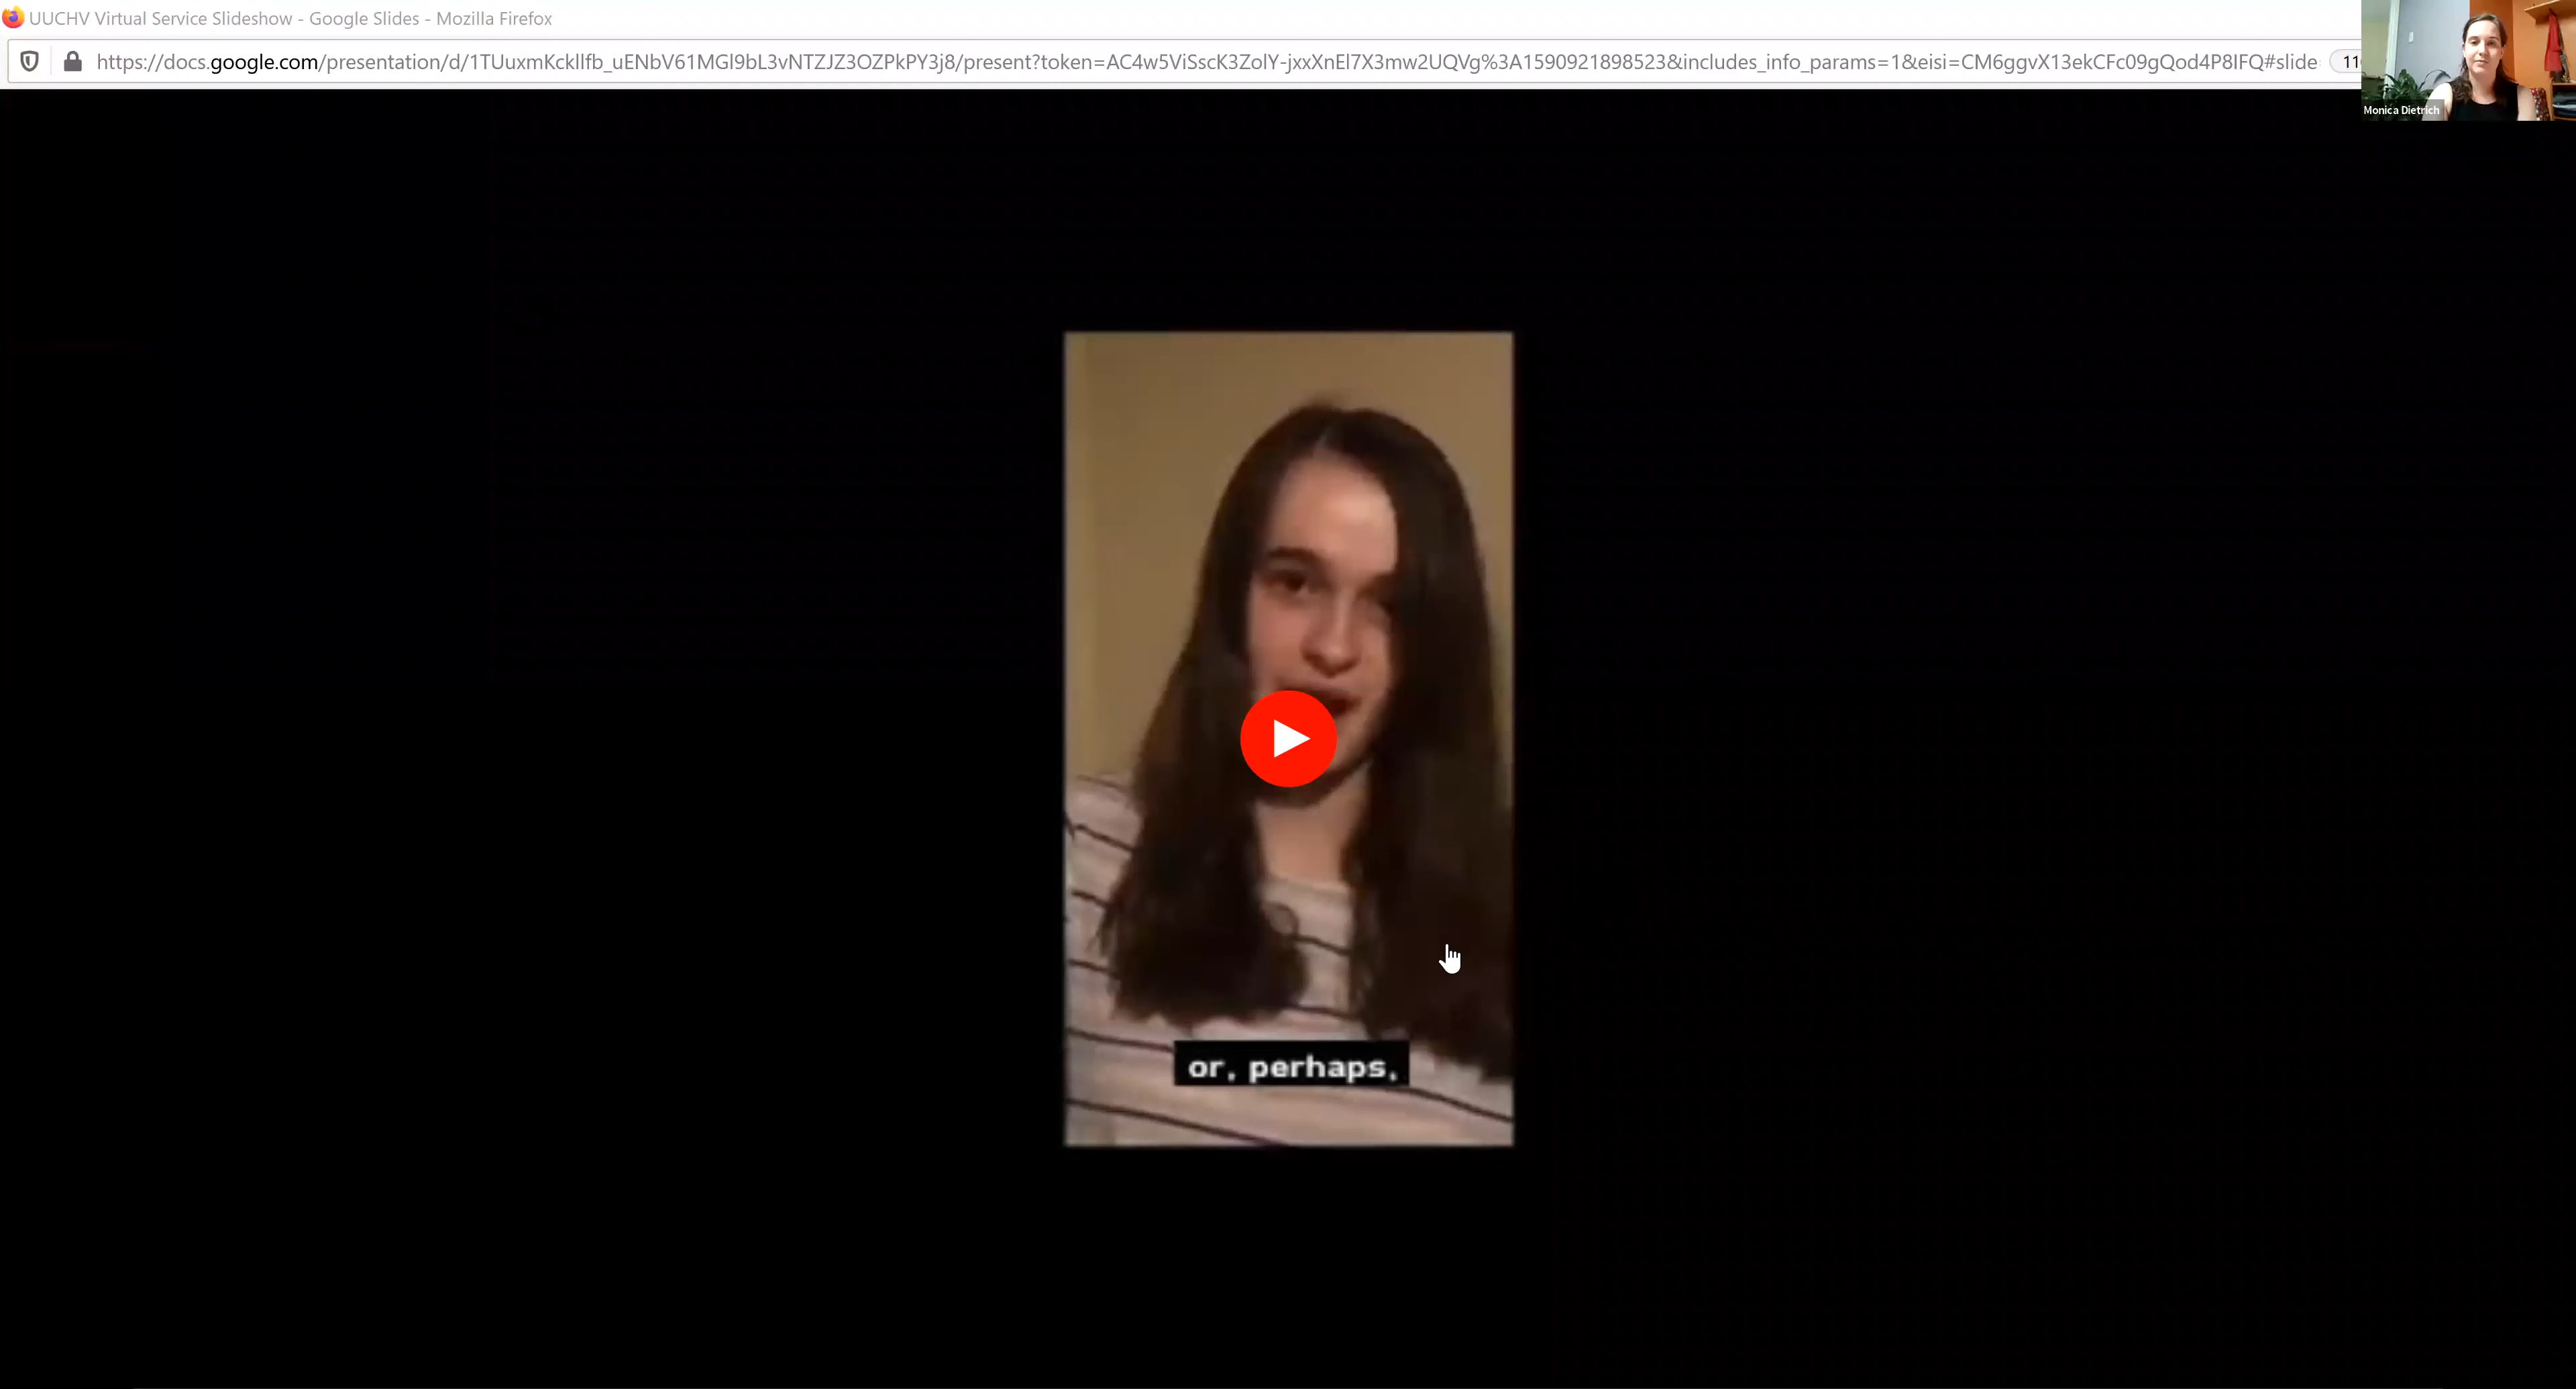 UUCHV Virtual Service Slideshow - Google Slides - Mozilla Firefox
https://docs.google.com/presentation/d/1TUuxmKckllfb_uENbV61MGl9bL3vNTZJZ3OZPkPY3j8/present?token=AC4w5ViSscK3ZolY-jxxXnEl7X3mw2UQVg%3A1590921898523&includes_info_params=1&eisi=CM6ggvX13ekCFc09gQod4P8IFQ#slide
Monica Dietrich
or, perhaps,